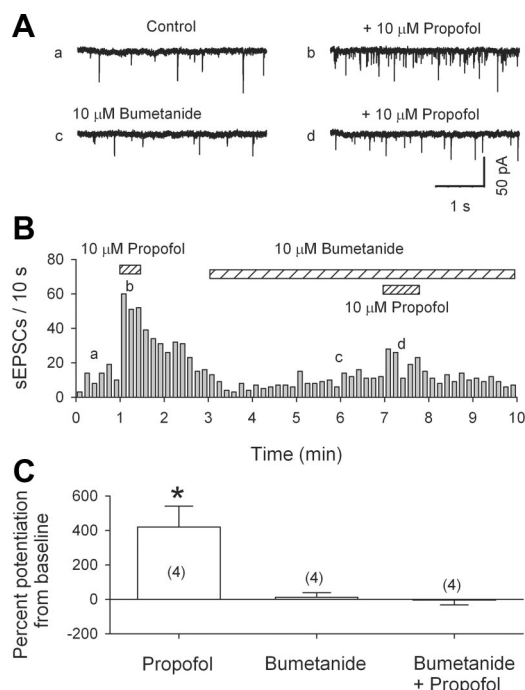 A
Control
+ 10 μM Propofol
a
b
10 μM Bumetanide
+ 10 μM Propofol
c
d
50 pA
1 s
B
10 μM Propofol
10 μM Bumetanide
10 μM Propofol
a
b
c
d
sEPSCs / 10 s
80
60
40
20
0
0 1 2 3 4 5 6 7 8 9 10
Time (min)
C
Percent potentiation
from baseline
600
400
200
0
-200
*
(4)
(4)
(4)
Propofol
Bumetanide
Bumetanide
+ Propofol